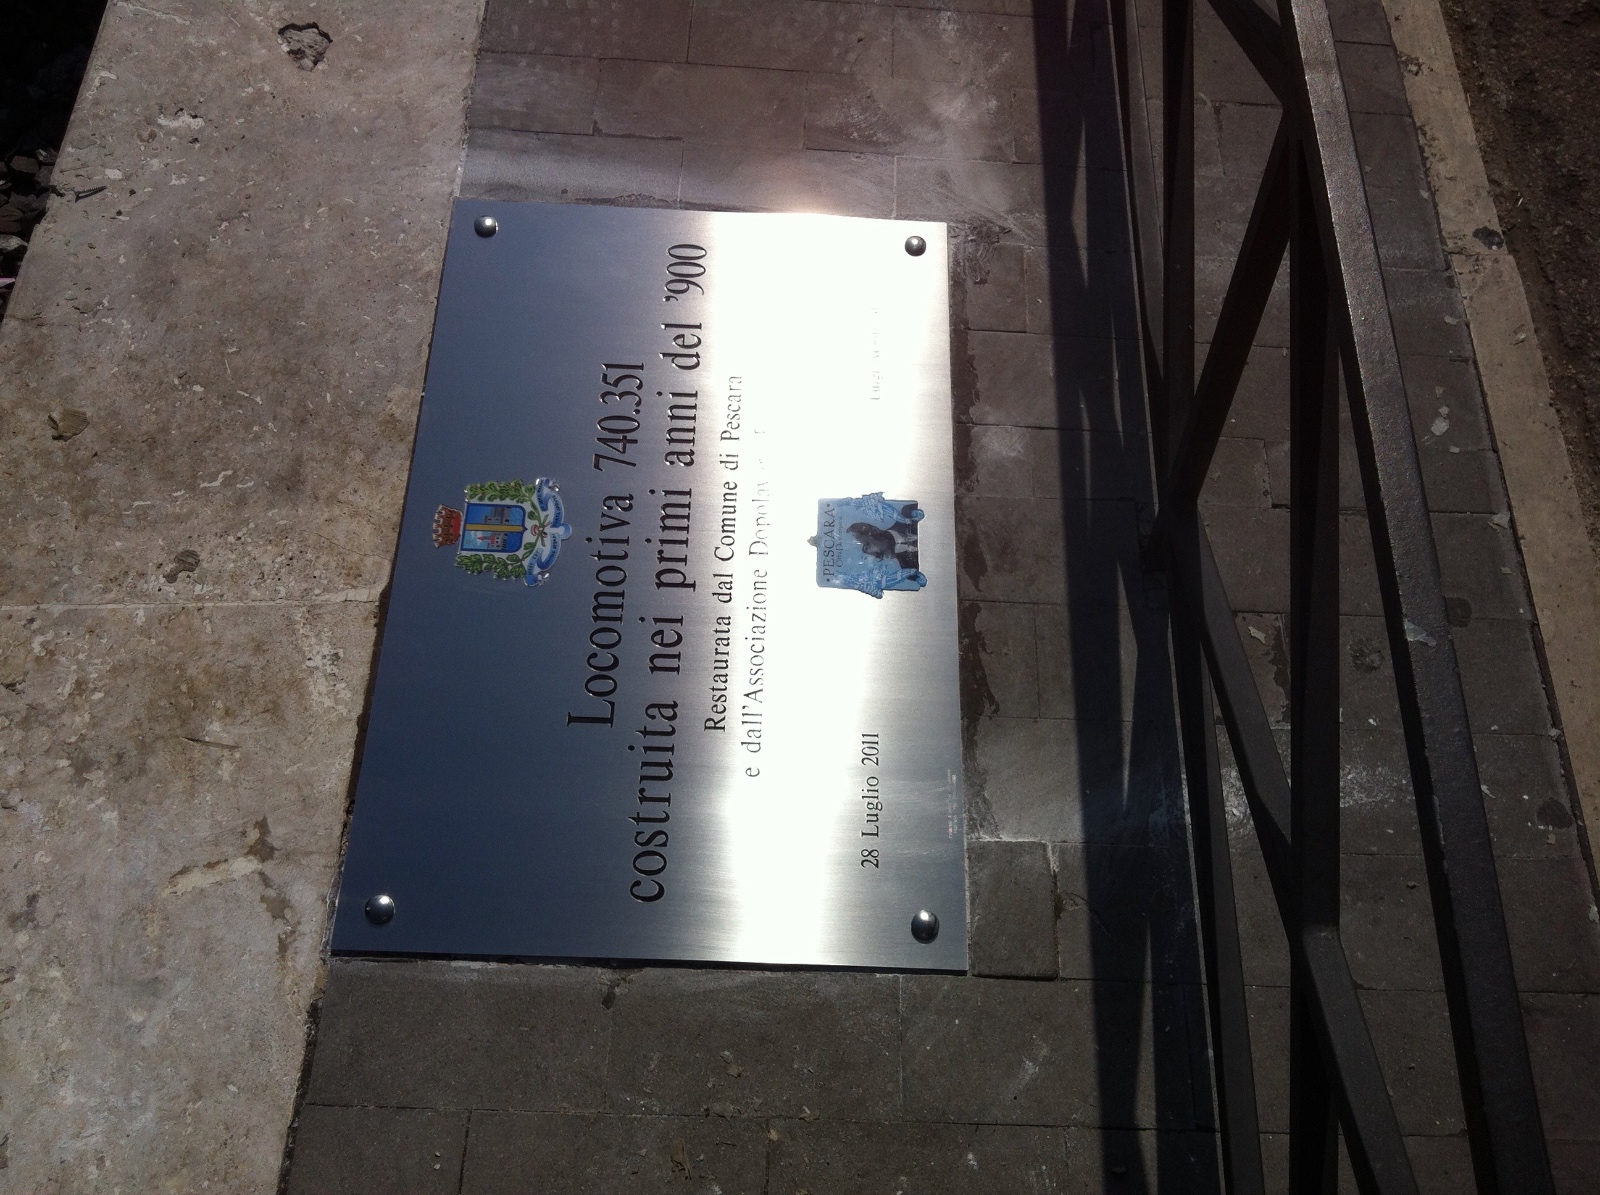 Locomotiva 740.351
costruita nei primi anni del '900
Restaurata dal Comune di Pescara
e dall'Associazione
PESCARA
28 Luglio 2011